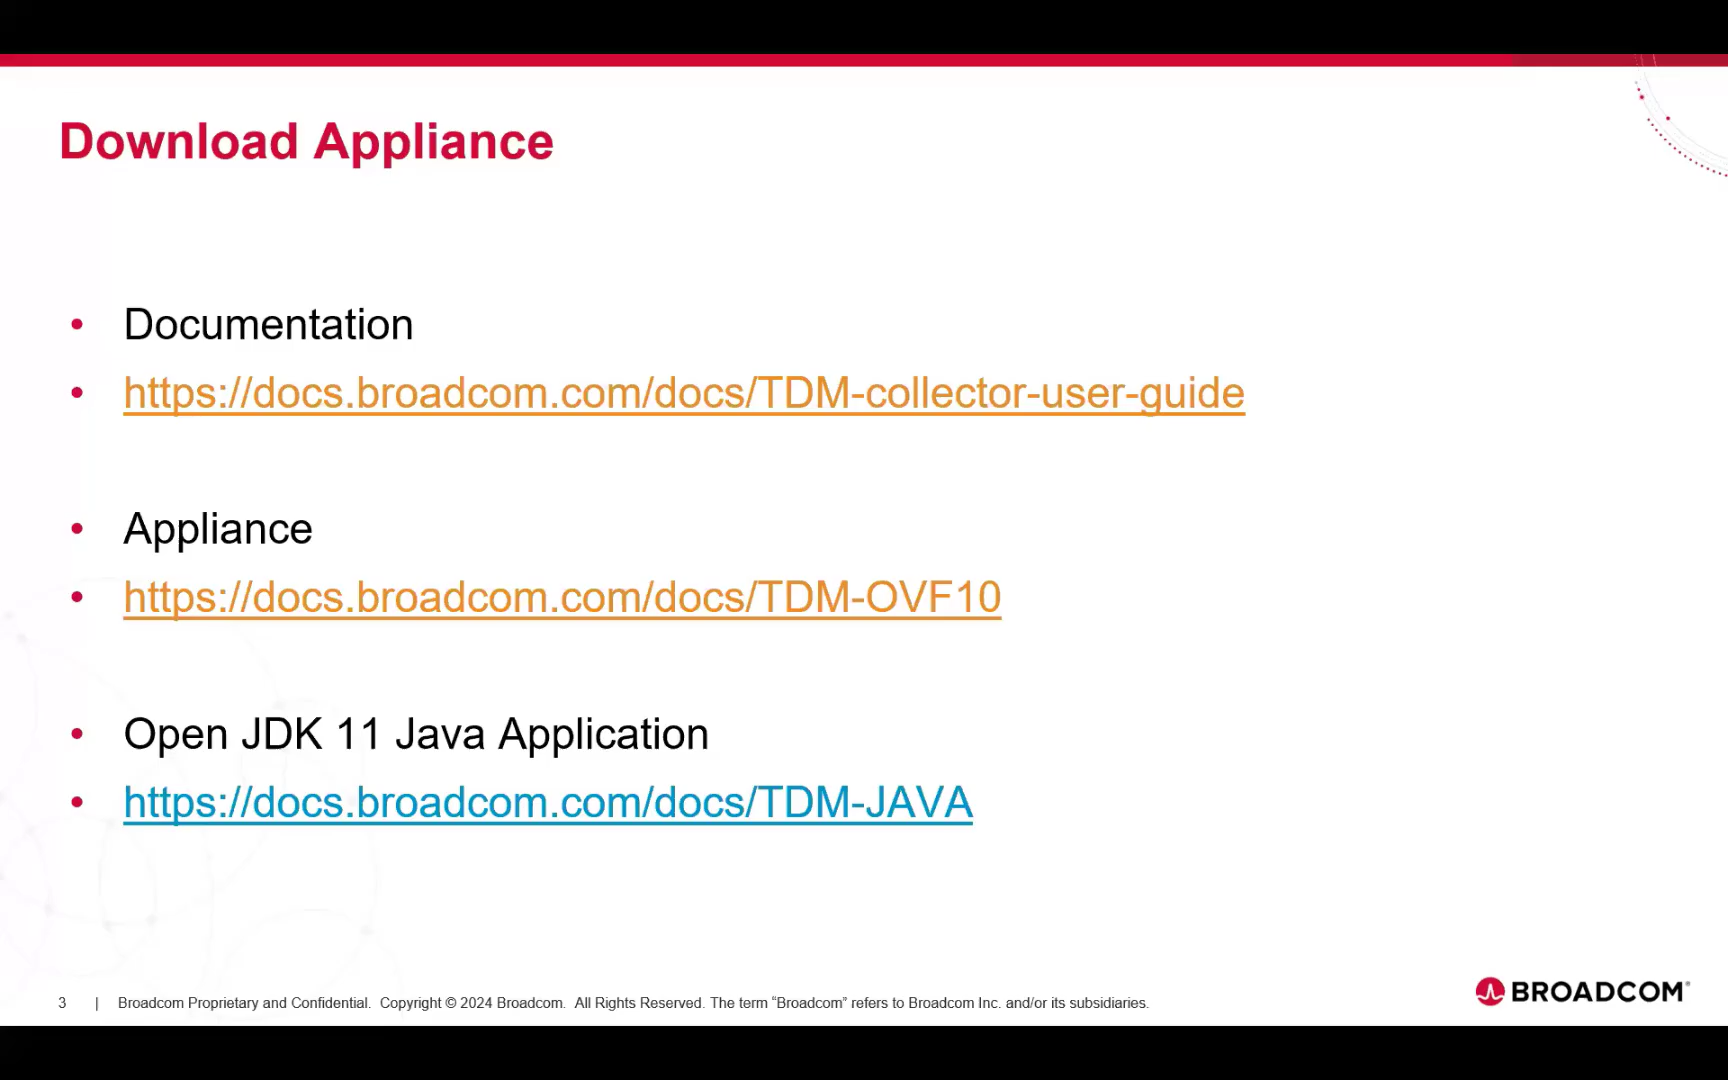 Download Appliance
• Documentation
• https://docs.broadcom.com/docs/TDM-collector-user-guide
• Appliance
• https://docs.broadcom.com/docs/TDM-OVF10
• Open JDK 11 Java Application
• https://docs.broadcom.com/docs/TDM-JAVA
3 | Broadcom Proprietary and Confidential. Copyright © 2024 Broadcom. All Rights Reserved. The term “Broadcom” refers to Broadcom Inc. and/or its subsidiaries.
BROADCOM®